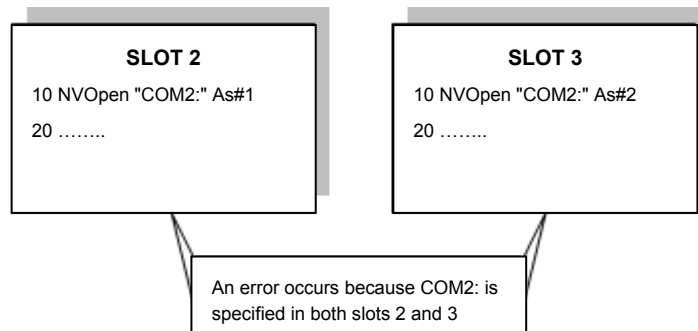 SLOT 2
10 NVOpen "COM2:" As#1
20 ……..
SLOT 3
10 NVOpen "COM2:" As#2
20 ……..
An error occurs because COM2: is
specified in both slots 2 and 3